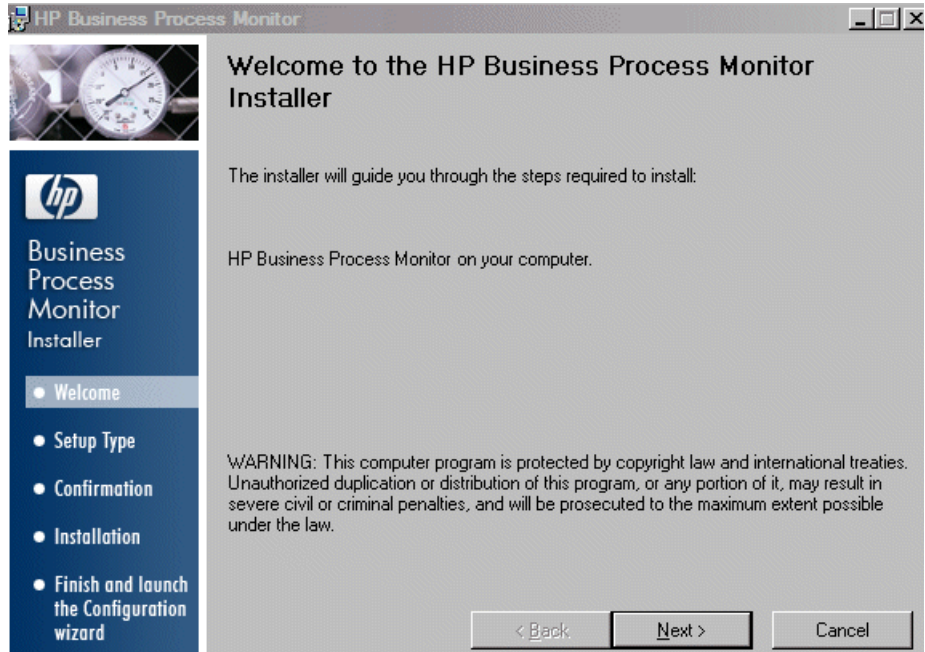 HP Business Process Monitor
Welcome to the HP Business Process Monitor
Installer
The installer will guide you through the steps required to install:
HP Business Process Monitor on your computer.
WARNING: This computer program is protected by copyright law and international treaties.
Unauthorized duplication or distribution of this program, or any portion of it, may result in
severe civil or criminal penalties, and will be prosecuted to the maximum extent possible
under the law.
hp
Business
Process
Monitor
Installer
Welcome
Setup Type
Confirmation
Installation
Finish and launch
the Configuration
wizard
< Back
Next >
Cancel